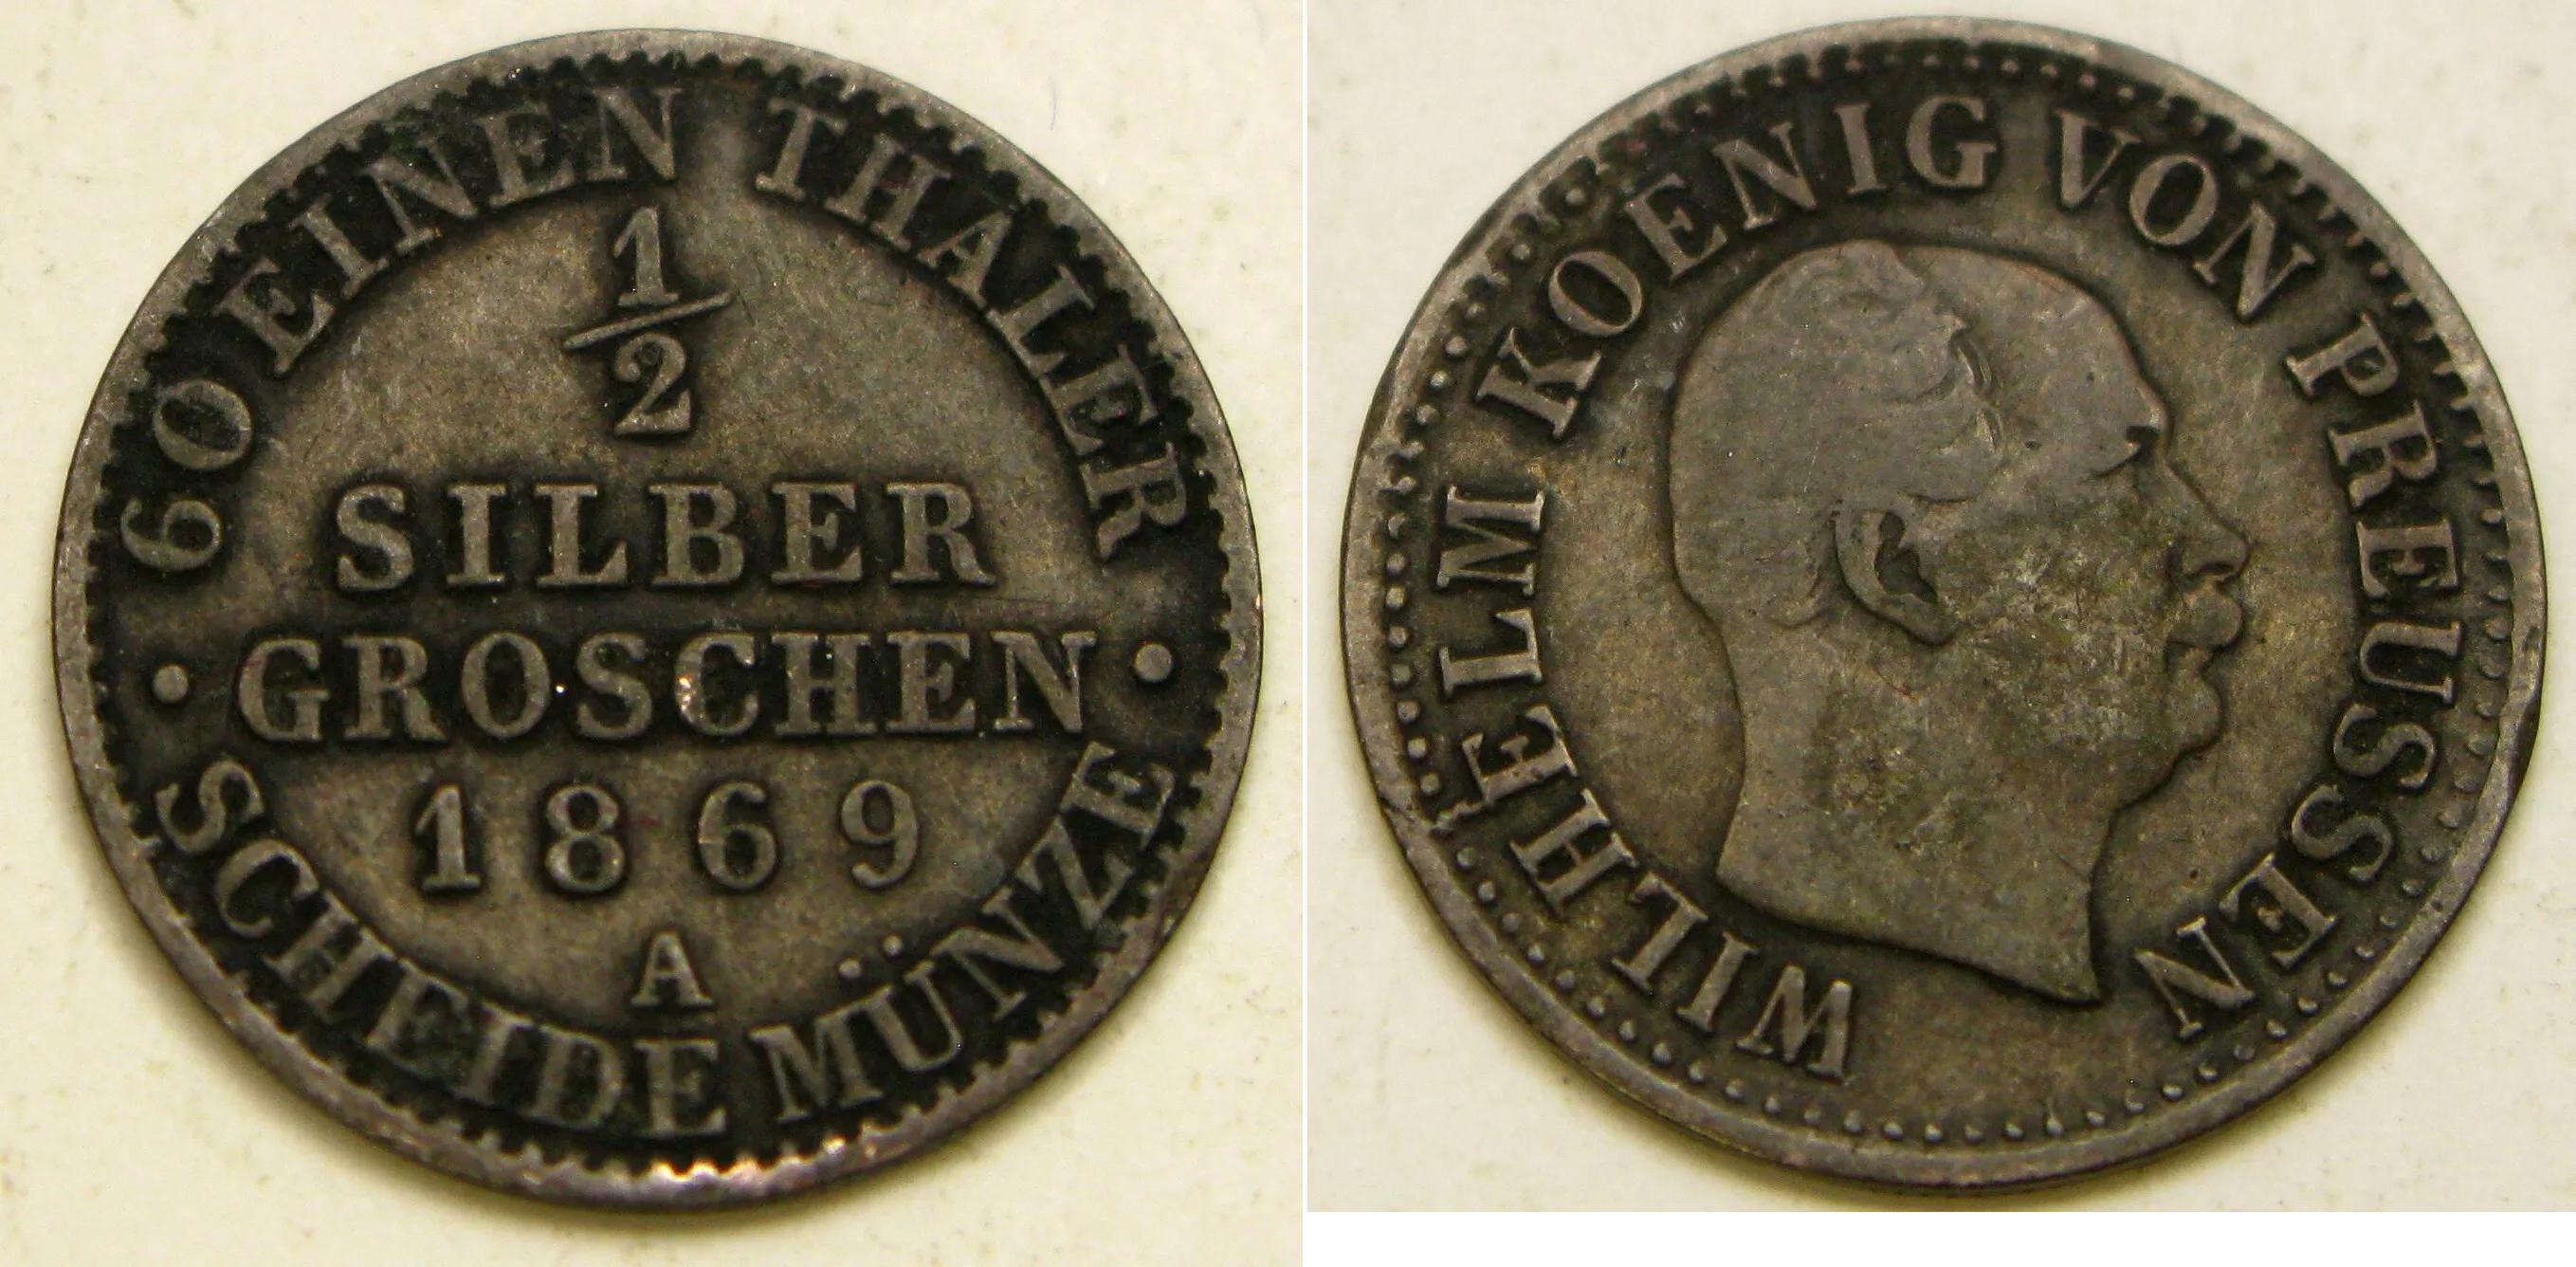 60 EINEN THALER
1/2
SILBER
GROSCHEN
1869
A
SCHEIDE MÜNZE
WILHELM KOENIG VON PREUSSEN